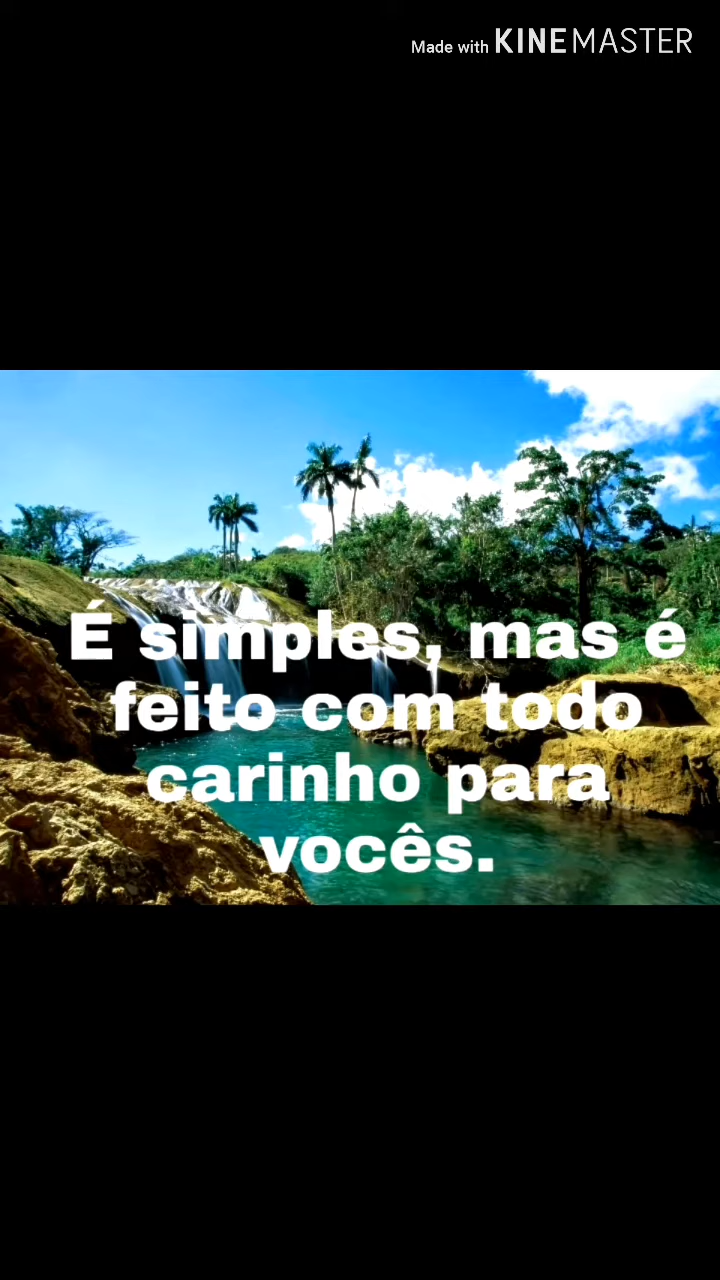 Made with KINEMASTER
É simples, mas é
feito com todo
carinho para
vocês.